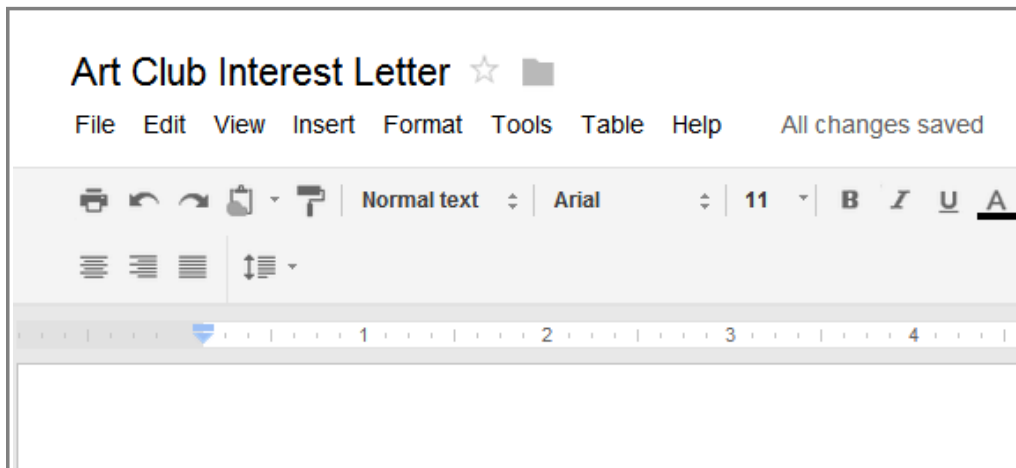 Art Club Interest Letter
File Edit View Insert Format Tools Table Help All changes saved
Normal text Arial 11 B I U A
1 2 3 4